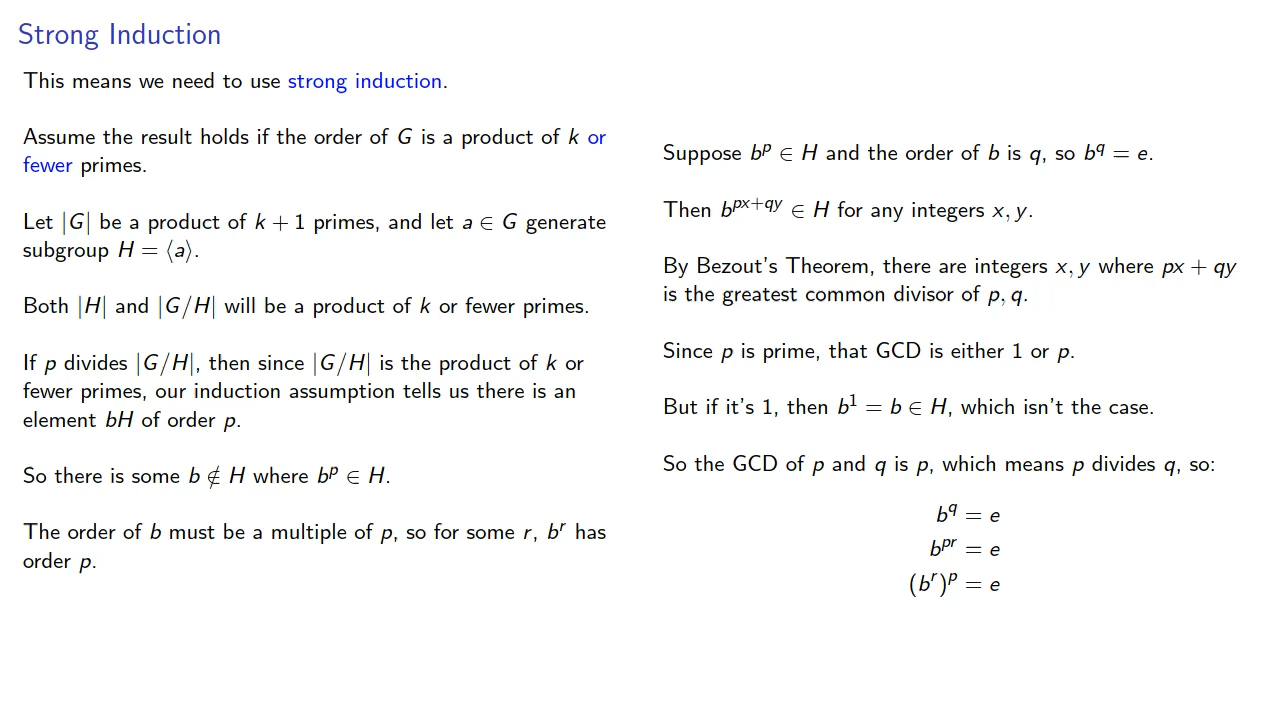 Strong Induction
This means we need to use strong induction.
Assume the result holds if the order of G is a product of k or
fewer primes.
Let |G| be a product of k + 1 primes, and let a ∈ G generate
subgroup H = ⟨a⟩.
Both |H| and |G/H| will be a product of k or fewer primes.
If p divides |G/H|, then since |G/H| is the product of k or
fewer primes, our induction assumption tells us there is an
element bH of order p.
So there is some b ∉ H where bᵖ ∈ H.
The order of b must be a multiple of p, so for some r, bʳ has
order p.
Suppose bᵖ ∈ H and the order of b is q, so b^q = e.
Then b^{px+qy} ∈ H for any integers x, y.
By Bezout's Theorem, there are integers x, y where px + qy
is the greatest common divisor of p, q.
Since p is prime, that GCD is either 1 or p.
But if it's 1, then b¹ = b ∈ H, which isn't the case.
So the GCD of p and q is p, which means p divides q, so:
b^q = e
b^{pr} = e
(bʳ)ᵖ = e